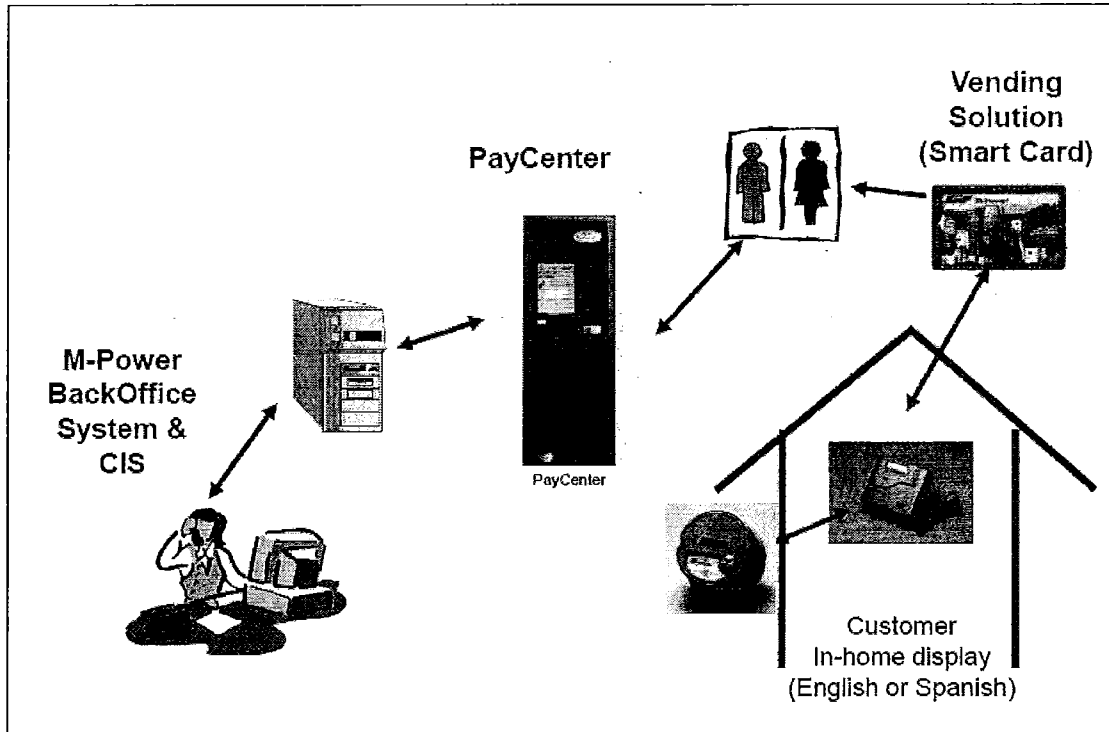 Vending
Solution
(Smart Card)
PayCenter
M-Power
BackOffice
System &
CIS
PayCenter
Customer
In-home display
(English or Spanish)